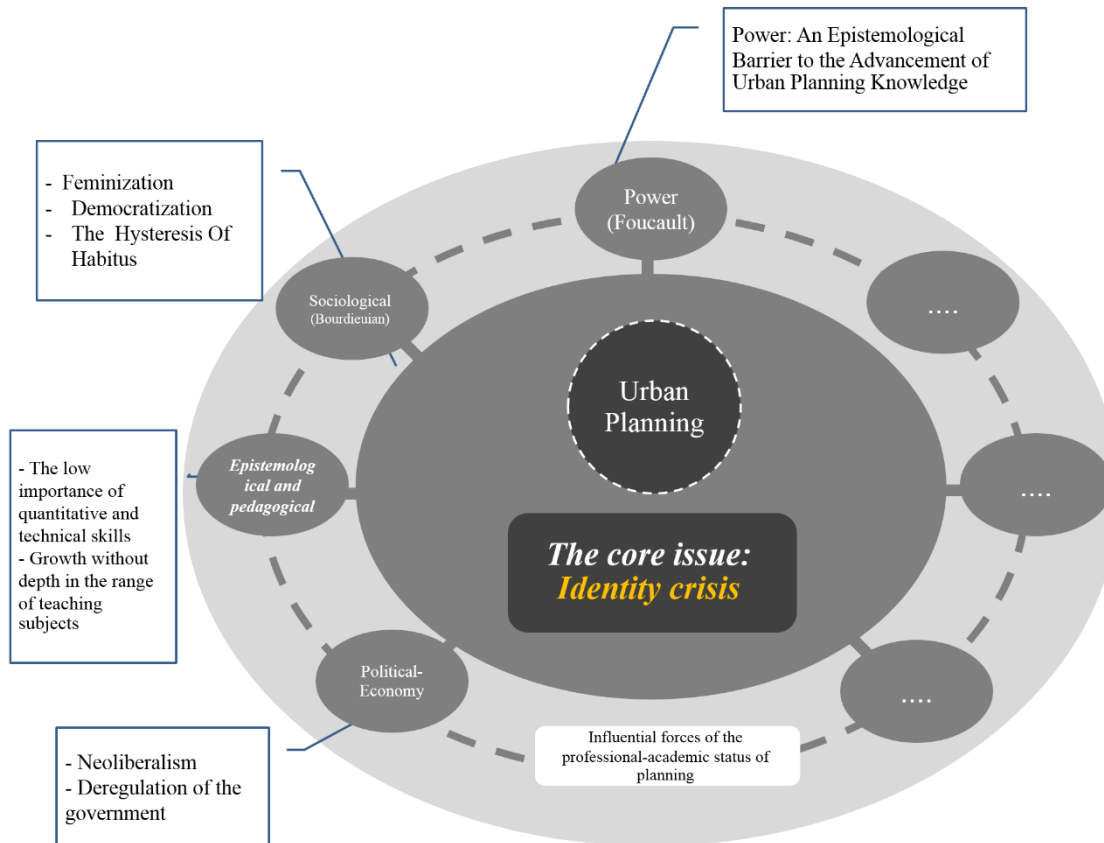 Power: An Epistemological
Barrier to the Advancement of
Urban Planning Knowledge
- Feminization
- Democratization
- The Hysteresis Of
Habitus
Power
(Foucault)
Sociological
(Bourdieuian)
....
Urban
Planning
- The low
importance of
quantitative and
technical skills
- Growth without
depth in the range
of teaching
subjects
Epistemolog
ical and
pedagogical
....
The core issue:
Identity crisis
Political-
Economy
....
Influential forces of the
professional-academic status of
planning
- Neoliberalism
- Deregulation of the
government